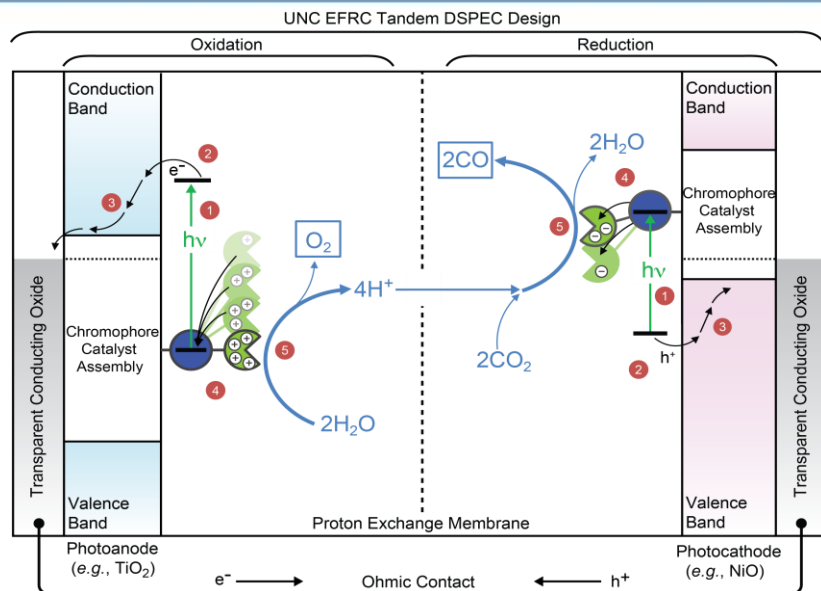 UNC EFRC Tandem DSPEC Design
Oxidation
Reduction
Conduction
Band
e⁻
2
3
1
hν
O₂
4H⁺
Chromophore
Catalyst
Assembly
4
5
2H₂O
Transparent Conducting Oxide
Valence
Band
Photoanode
(e.g., TiO₂)
2CO
2H₂O
4
5
2CO₂
Conduction
Band
Chromophore
Catalyst
Assembly
hν
1
3
h⁺
2
Transparent Conducting Oxide
Valence
Band
Photocathode
(e.g., NiO)
Proton Exchange Membrane
e⁻
Ohmic Contact
h⁺